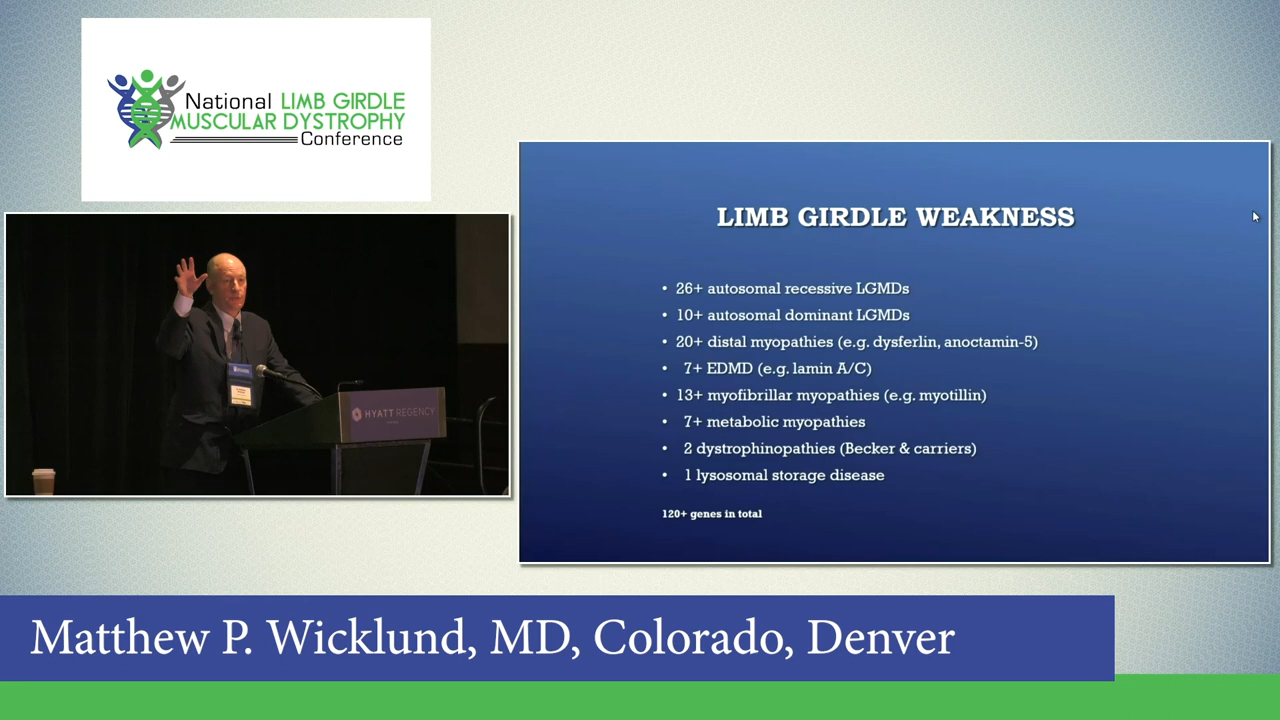 National LIMB GIRDLE
MUSCULAR DYSTROPHY
Conference
LIMB GIRDLE WEAKNESS
• 26+ autosomal recessive LGMDs
• 10+ autosomal dominant LGMDs
• 20+ distal myopathies (e.g. dysferlin, anoctamin-5)
• 7+ EDMD (e.g. lamin A/C)
• 13+ myofibrillar myopathies (e.g. myotillin)
• 7+ metabolic myopathies
• 2 dystrophinopathies (Becker & carriers)
• 1 lysosomal storage disease
120+ genes in total
HYATT REGENCY
Matthew P. Wicklund, MD, Colorado, Denver